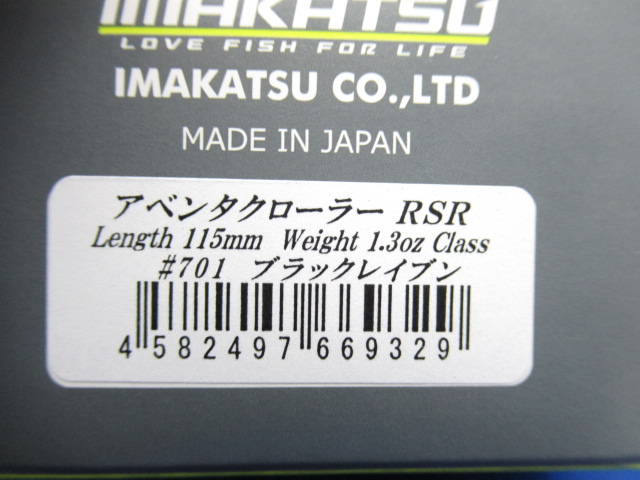 IMAKATSU
LOVE FISH FOR LIFE
IMAKATSU CO.,LTD
MADE IN JAPAN
アベンタクローラー RSR
Length 115mm Weight 1.3oz Class
#701 ブラックレイブン
4 582497 669329